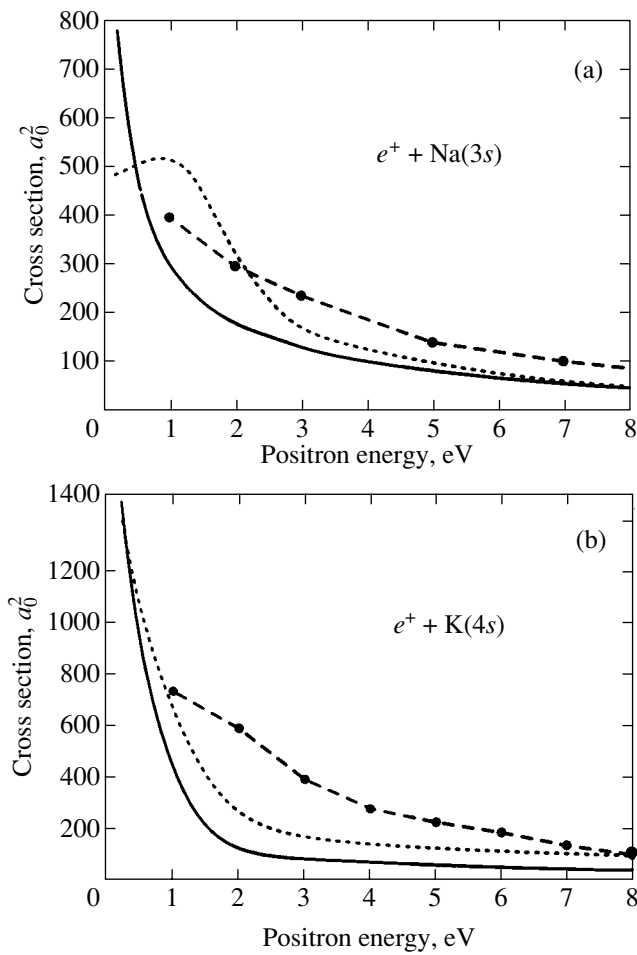 800
(a)
700
600
e⁺ + Na(3s)
500
400
300
200
100
0
1 2 3 4 5 6 7 8
Cross section, a₀²
Positron energy, eV
1400
(b)
1200
1000
e⁺ + K(4s)
800
600
400
200
0
1 2 3 4 5 6 7 8
Cross section, a₀²
Positron energy, eV